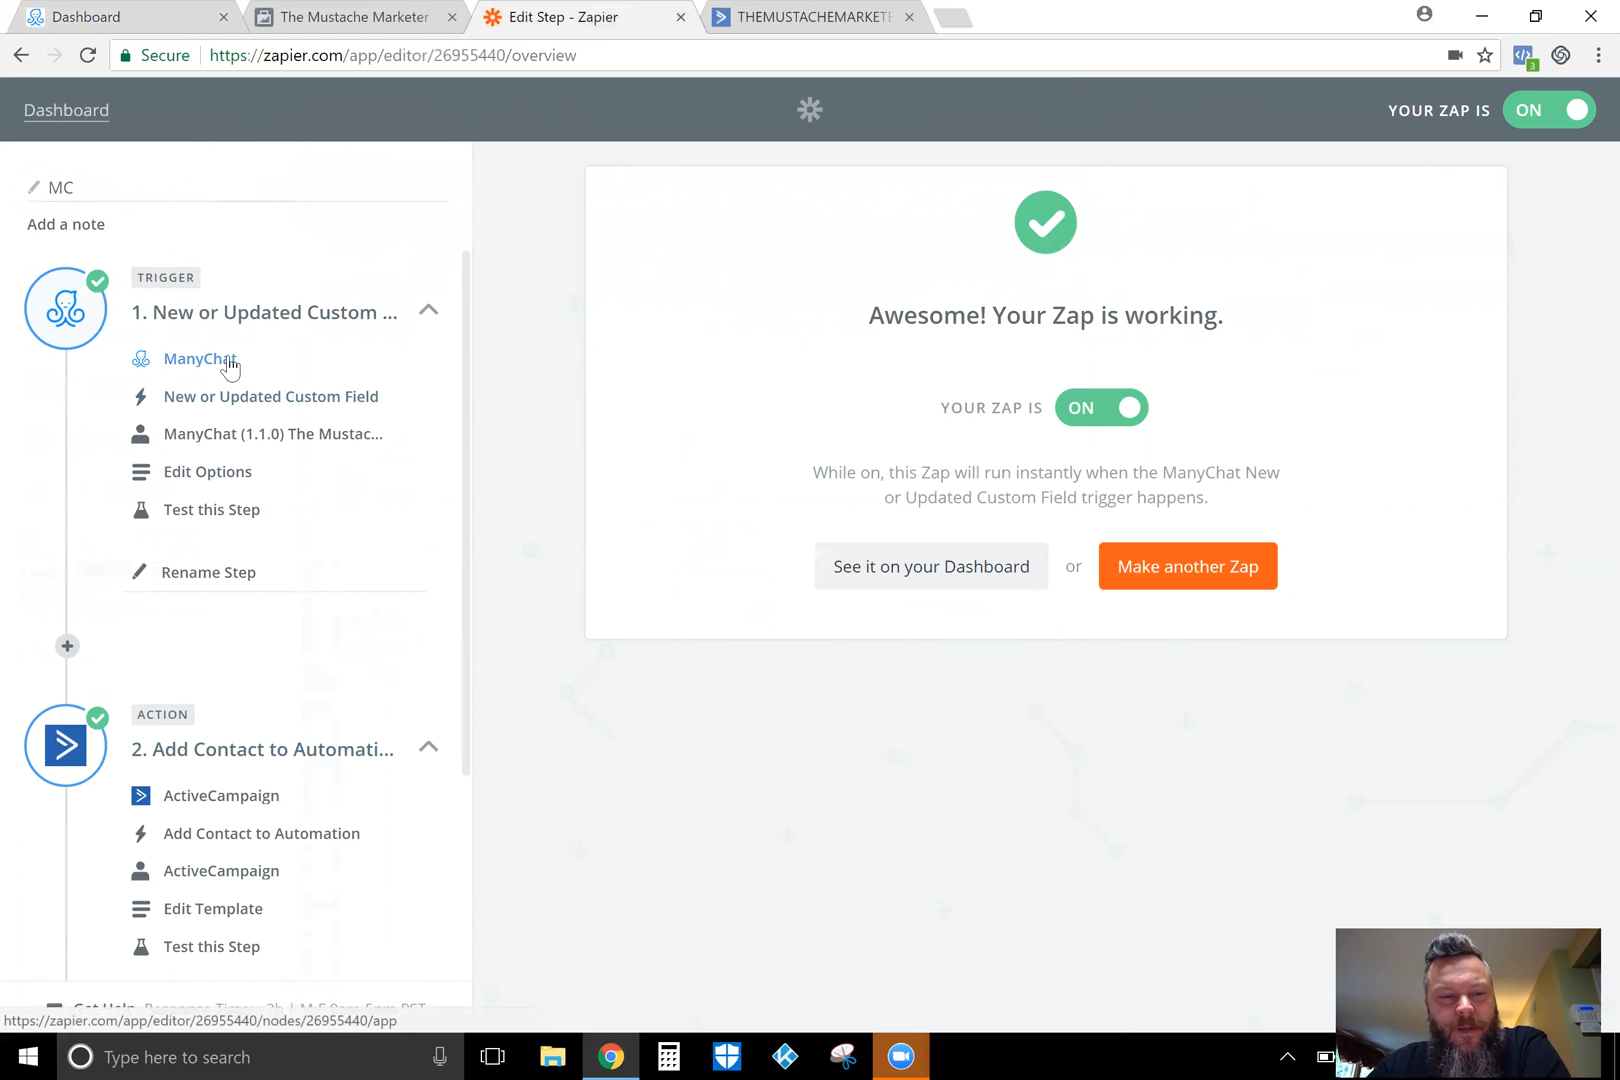 Dashboard
The Mustache Marketer
Edit Step - Zapier
THEMUSTACHEMARKETE
Secure
https://zapier.com/app/editor/26955440/overview
3
Dashboard
YOUR ZAP IS ON
MC
Add a note
TRIGGER
1. New or Updated Custom ...
ManyChat
New or Updated Custom Field
ManyChat (1.1.0) The Mustac...
Edit Options
Test this Step
Rename Step
ACTION
2. Add Contact to Automati...
ActiveCampaign
Add Contact to Automation
ActiveCampaign
Edit Template
Test this Step
Awesome! Your Zap is working.
YOUR ZAP IS ON
While on, this Zap will run instantly when the ManyChat New
or Updated Custom Field trigger happens.
See it on your Dashboard or Make another Zap
https://zapier.com/app/editor/26955440/nodes/26955440/app
Type here to search